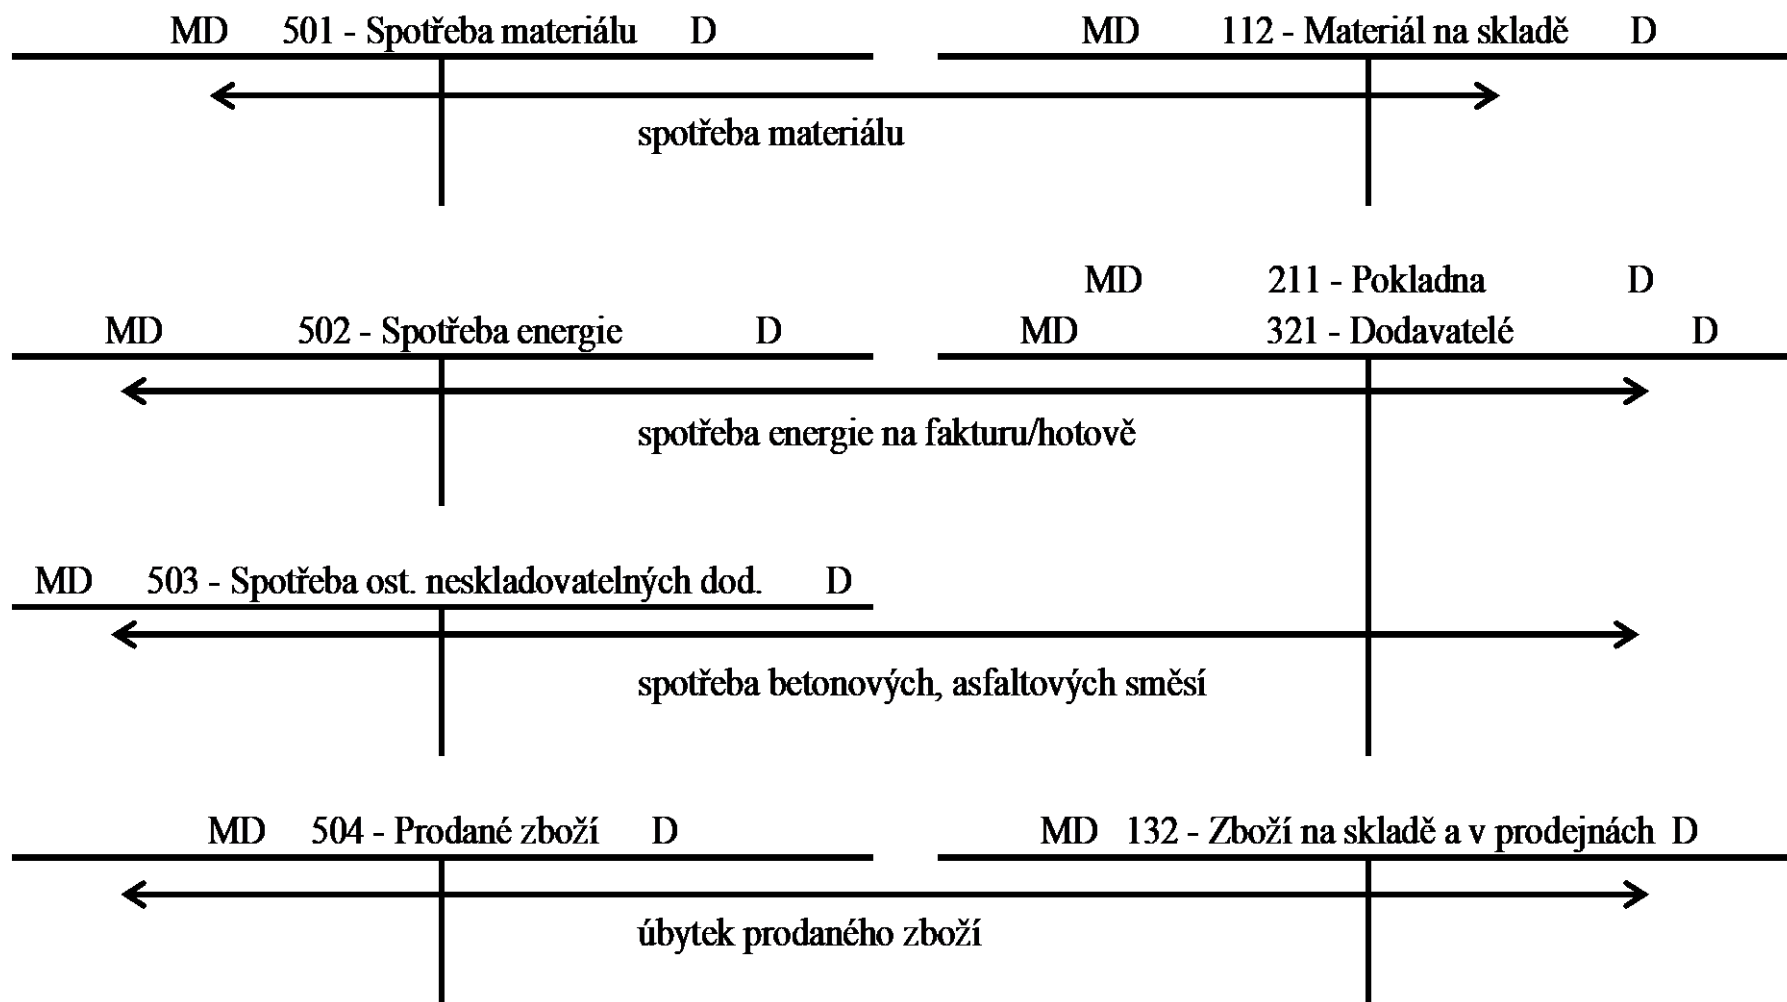 MD 501 - Spotřeba materiálu D MD 112 - Materiál na skladě D
spotřeba materiálu
MD 211 - Pokladna D
MD 502 - Spotřeba energie D MD 321 - Dodavatelé D
spotřeba energie na fakturu/hotově
MD 503 - Spotřeba ost. neskladovatelných dod. D
spotřeba betonových, asfaltových směsí
MD 504 - Prodané zboží D MD 132 - Zboží na skladě a v prodejnách D
úbytek prodaného zboží